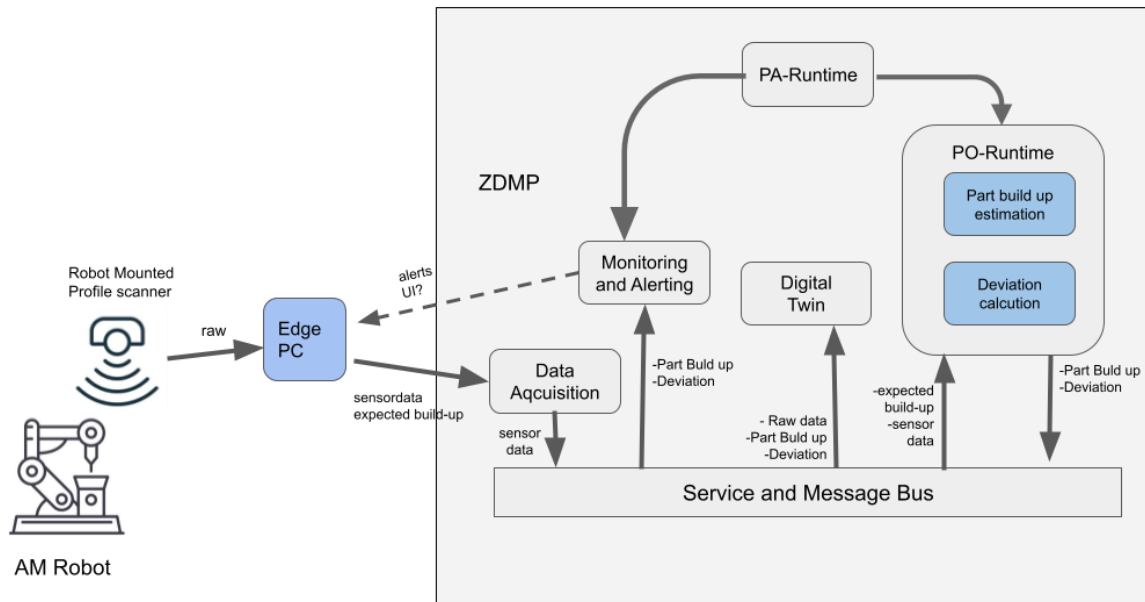 PA-Runtime
PO-Runtime
ZDMP
Part build up
estimation
Monitoring
and Alerting
Digital
Twin
Deviation
calcution
alerts
UI?
Robot Mounted
Profile scanner
raw
Edge
PC
Data
Aqcuisition
sensordata
expected build-up
sensor
data
-Part Buld up
-Deviation
- Raw data
-Part Buld up
-Deviation
-expected
build-up
-sensor
data
-Part Buld up
-Deviation
Service and Message Bus
AM Robot